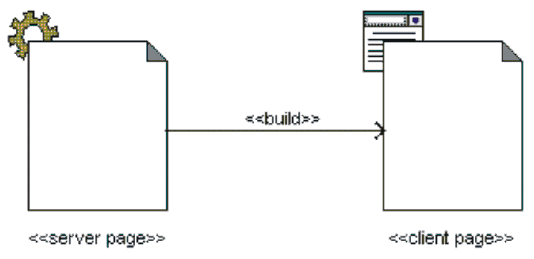 <<build>>
<<server page>>
<<client page>>